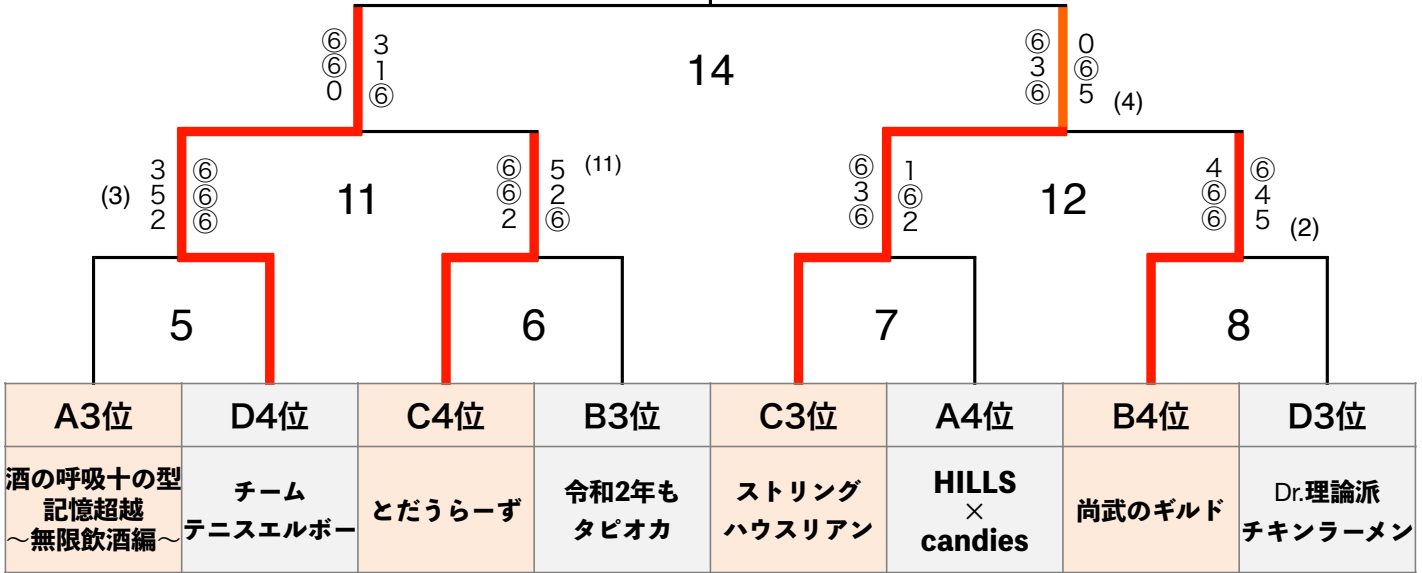 ⑥ 3
⑥ 1
0 ⑥
14
⑥ 0
3 ⑥
⑥ 5 (4)
3 ⑥
(3) 5 ⑥
2 ⑥
11
⑥ 5 (11)
⑥ 2
2 ⑥
⑥ 1
3 ⑥
⑥ 2
12
4 ⑥
⑥ 4
⑥ 5 (2)
5 6 7 8
A3位 D4位 C4位 B3位 C3位 A4位 B4位 D3位
酒の呼吸十の型
記憶超越
〜無限飲酒編〜
チーム
テニスエルボー
とだうらーず
令和2年も
タピオカ
ストリング
ハウスリアン
HILLS
×
candies
尚武のギルド
Dr.理論派
チキンラーメン